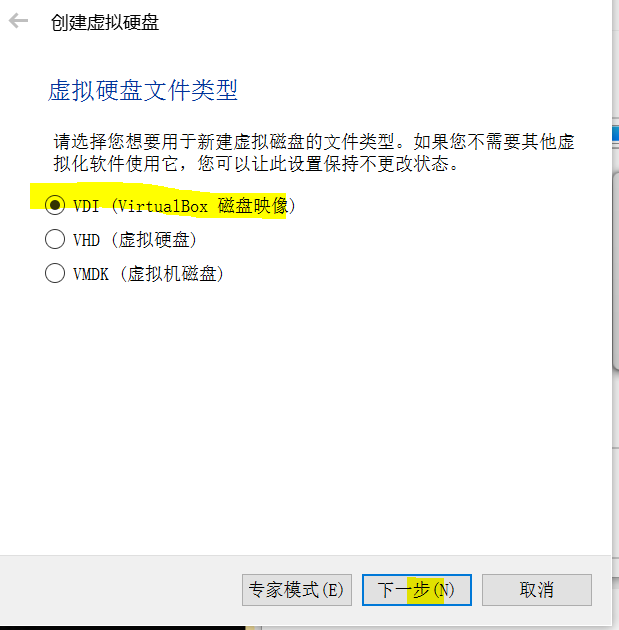 创建虚拟硬盘
虚拟硬盘文件类型
请选择您想要用于新建虚拟磁盘的文件类型。如果您不需要其他虚
拟化软件使用它，您可以让此设置保持不更改状态。
VDI (VirtualBox 磁盘映像)
VHD (虚拟硬盘)
VMDK (虚拟机磁盘)
专家模式(E) 下一步(N) 取消